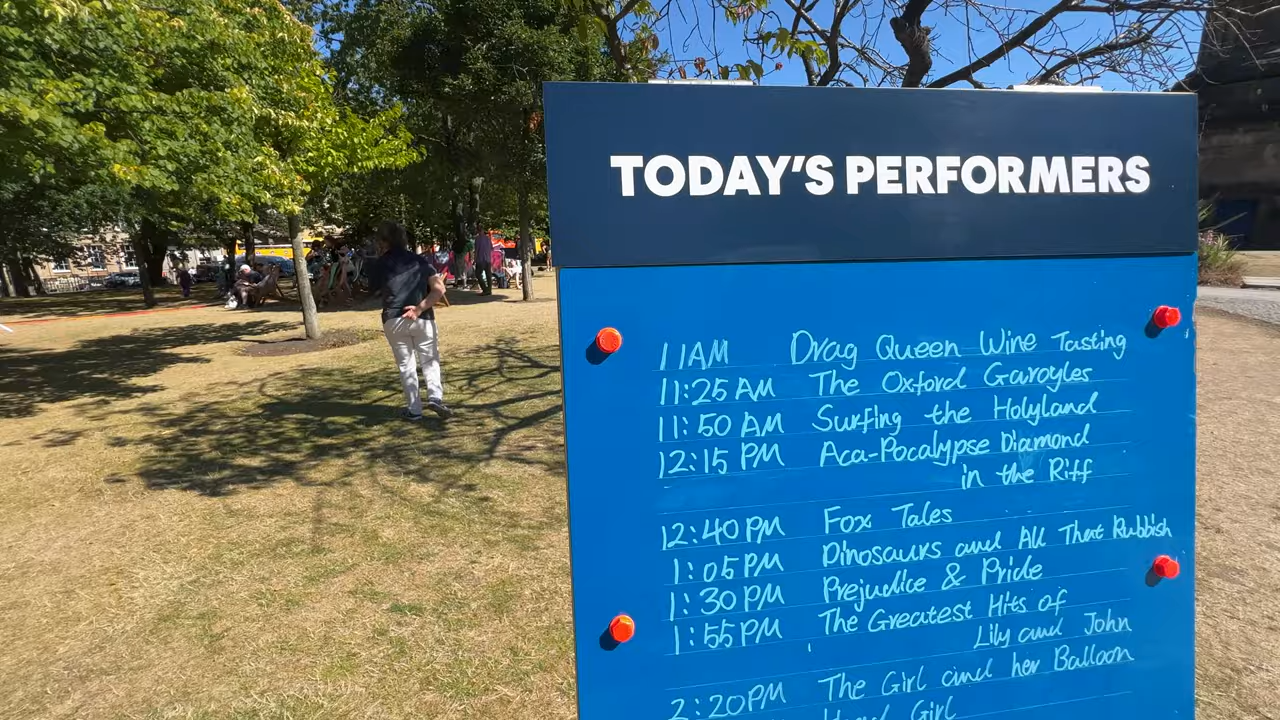 TODAY'S PERFORMERS
11AM Drag Queen Wine Tasting
11:25 AM The Oxford Garoyles
11:50 AM Surfing the Holyland
12:15 PM Aca-Pocalypse Diamond
in the Riff
12:40 PM Fox Tales
1:05 PM Dinosaurs and All That Rubbish
1:30 PM Prejudice & Pride
1:55 PM The Greatest Hits of
Lily and John
2:20PM The Girl and her Balloon
Girl